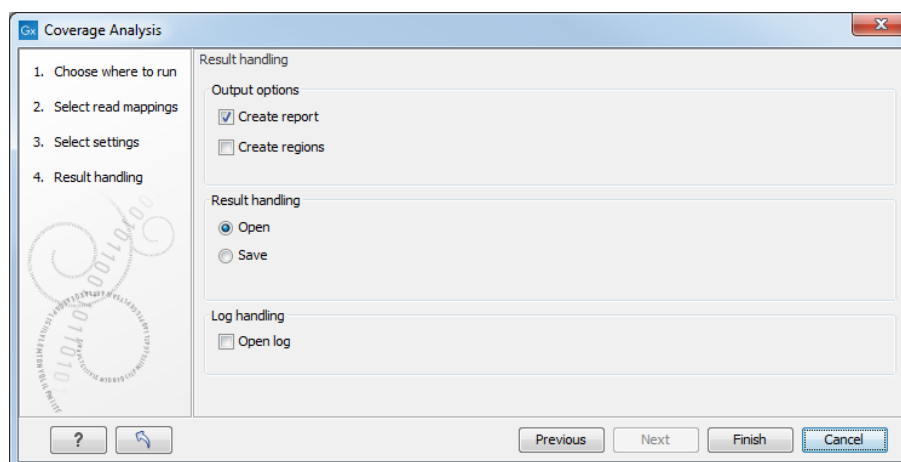 Gx Coverage Analysis
1. Choose where to run
2. Select read mappings
3. Select settings
4. Result handling
Result handling
Output options
Create report
Create regions
Result handling
Open
Save
Log handling
Open log
?
Previous
Next
Finish
Cancel